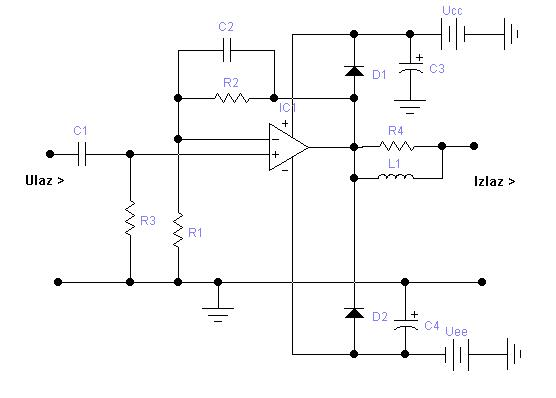 Ucc
C2
D1
C3
R2
IC1
+
+
C1
−
+
−
R4
L1
Ulaz >
Izlaz >
R3
R1
D2
+
C4
Uee